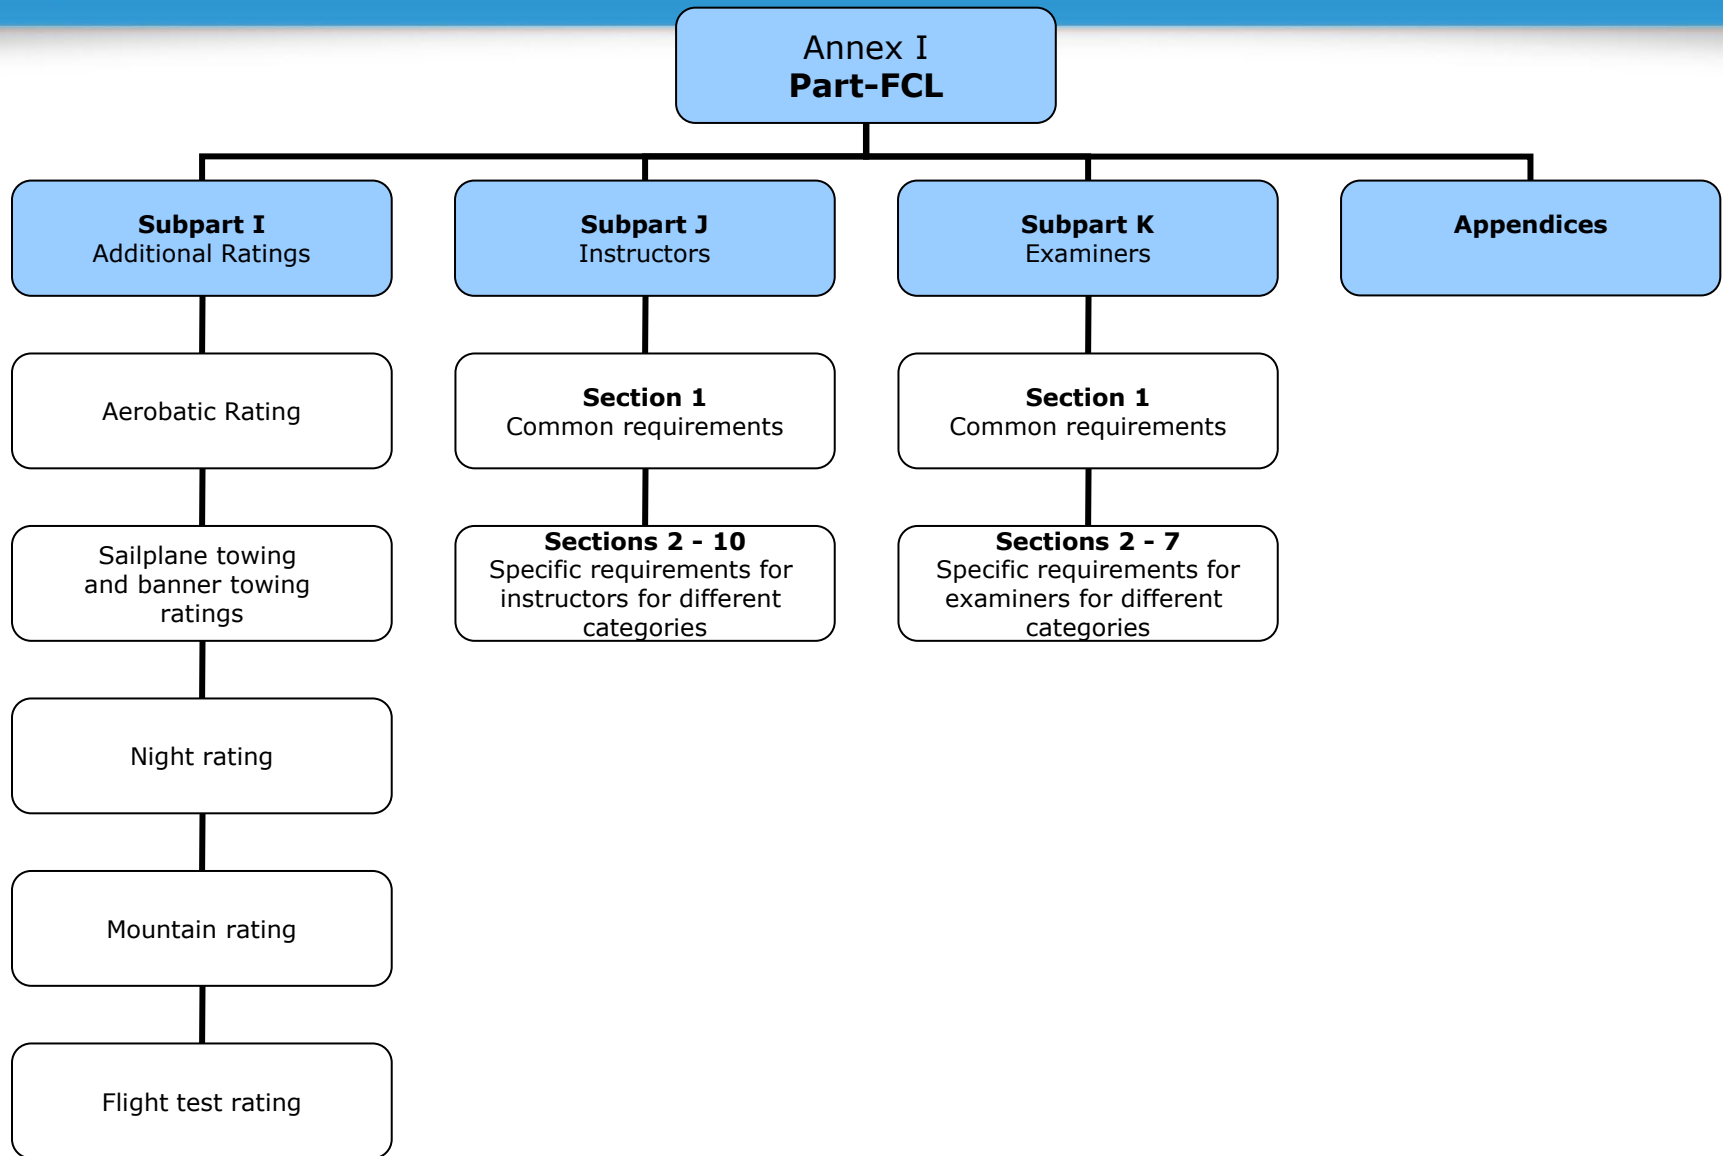 Annex I
Part-FCL
Subpart I
Additional Ratings
Subpart J
Instructors
Subpart K
Examiners
Appendices
Aerobatic Rating
Section 1
Common requirements
Section 1
Common requirements
Sailplane towing
and banner towing
ratings
Sections 2 - 10
Specific requirements for
instructors for different
categories
Sections 2 - 7
Specific requirements for
examiners for different
categories
Night rating
Mountain rating
Flight test rating